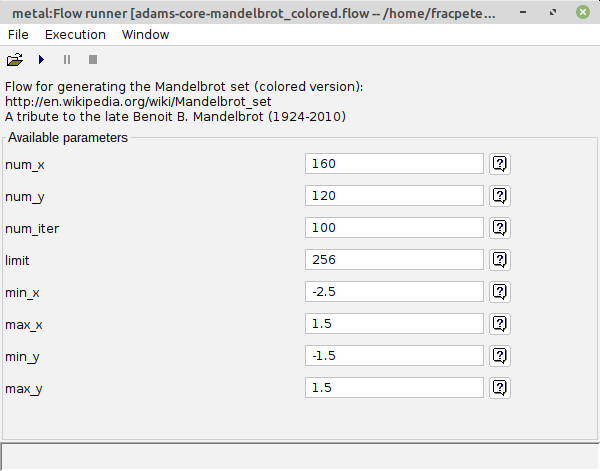 metal:Flow runner [adams-core-mandelbrot_colored.flow -- /home/fracpete...
File Execution Window
Flow for generating the Mandelbrot set (colored version):
http://en.wikipedia.org/wiki/Mandelbrot_set
A tribute to the late Benoit B. Mandelbrot (1924-2010)
Available parameters
num_x 160 ?
num_y 120 ?
num_iter 100 ?
limit 256 ?
min_x -2.5 ?
max_x 1.5 ?
min_y -1.5 ?
max_y 1.5 ?